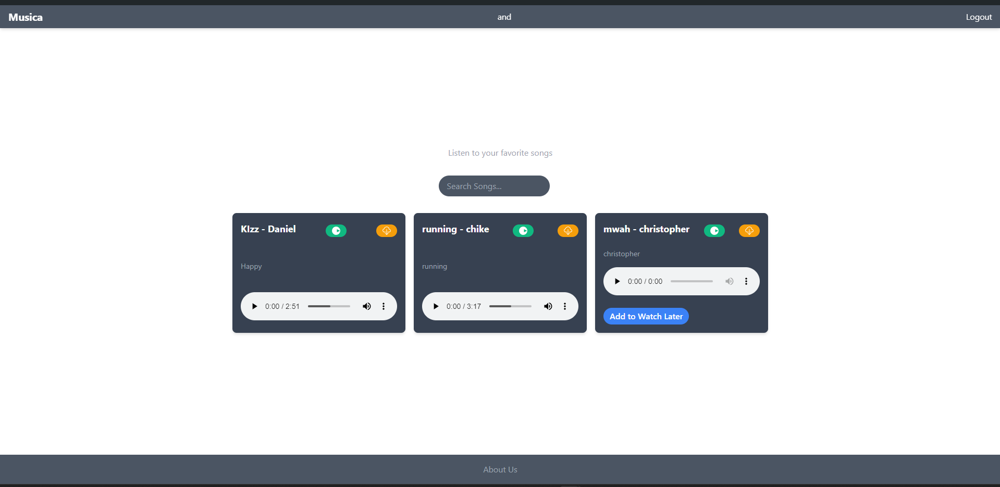 Musica
and
Logout
Listen to your favorite songs
Search Songs...
KIzz - Daniel
Happy
0:00 / 2:51
running - chike
running
0:00 / 3:17
mwah - christopher
christopher
0:00 / 0:00
Add to Watch Later
About Us